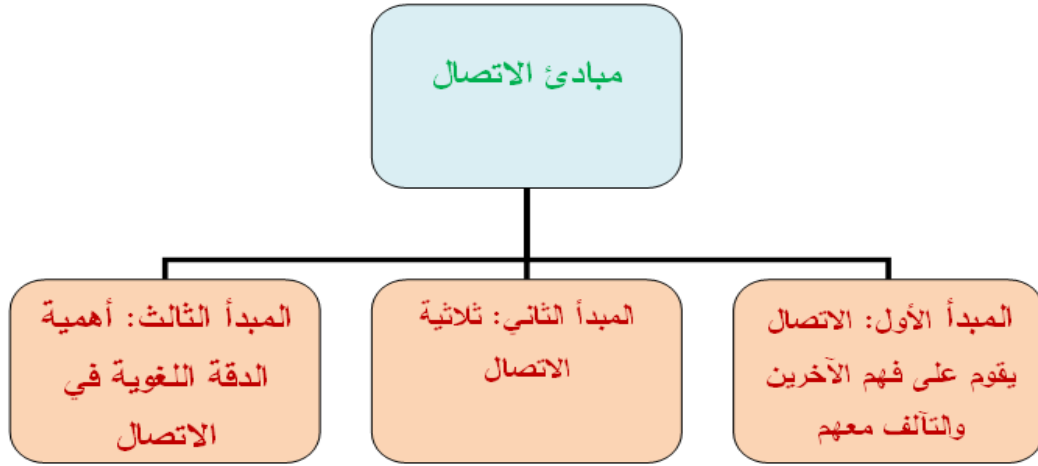 مبادئ الاتصال
المبدأ الأول: الاتصال
يقوم على فهم الآخرين
والتآلف معهم
المبدأ الثاني: ثلاثية
الاتصال
المبدأ الثالث: أهمية
الدقة اللغوية في
الاتصال